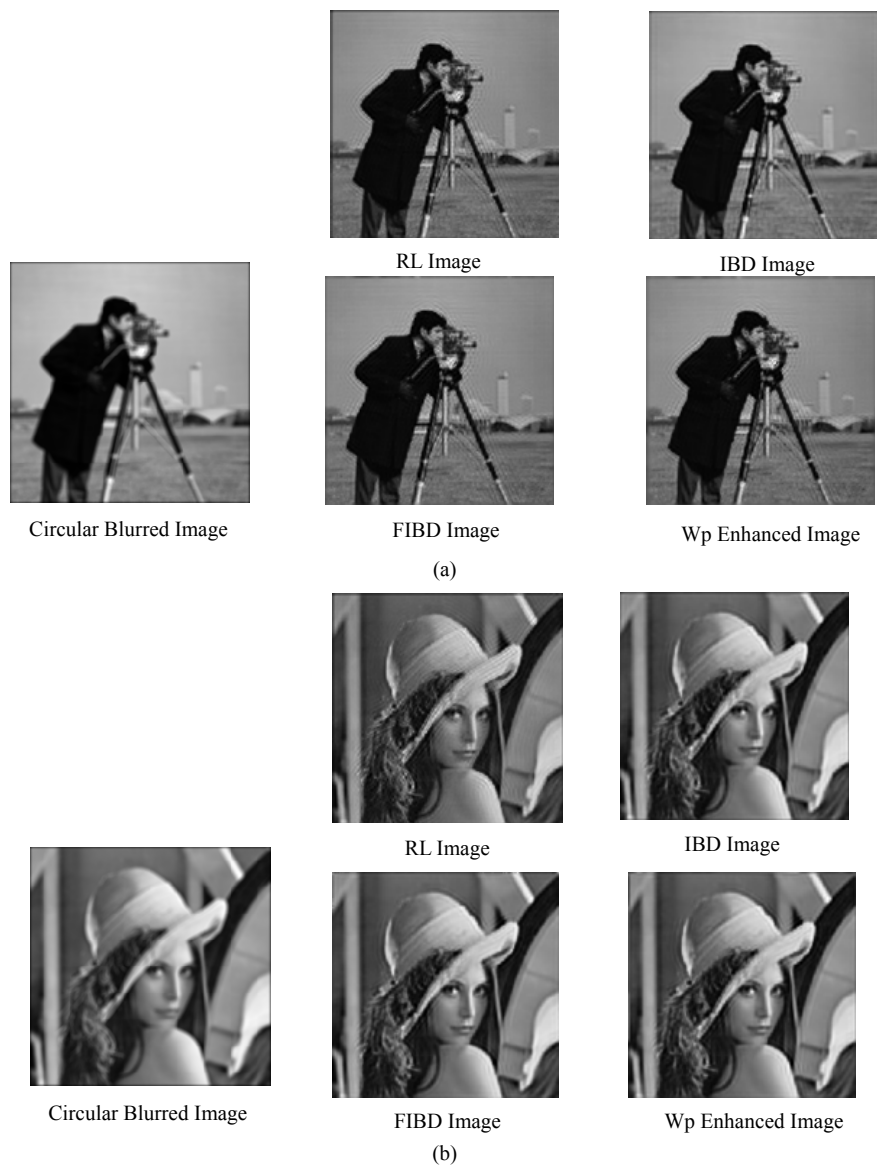 RL Image
IBD Image
Circular Blurred Image
FIBD Image
Wp Enhanced Image
(a)
RL Image
IBD Image
Circular Blurred Image
FIBD Image
Wp Enhanced Image
(b)